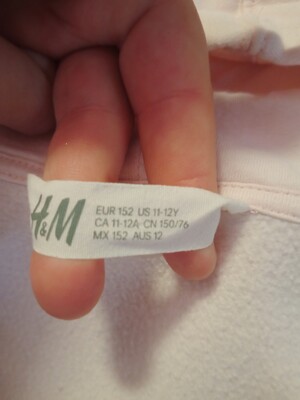 H&M
EUR 152 US 11-12Y
CA 11-12A CN 150/76
MX 152 AUS 12